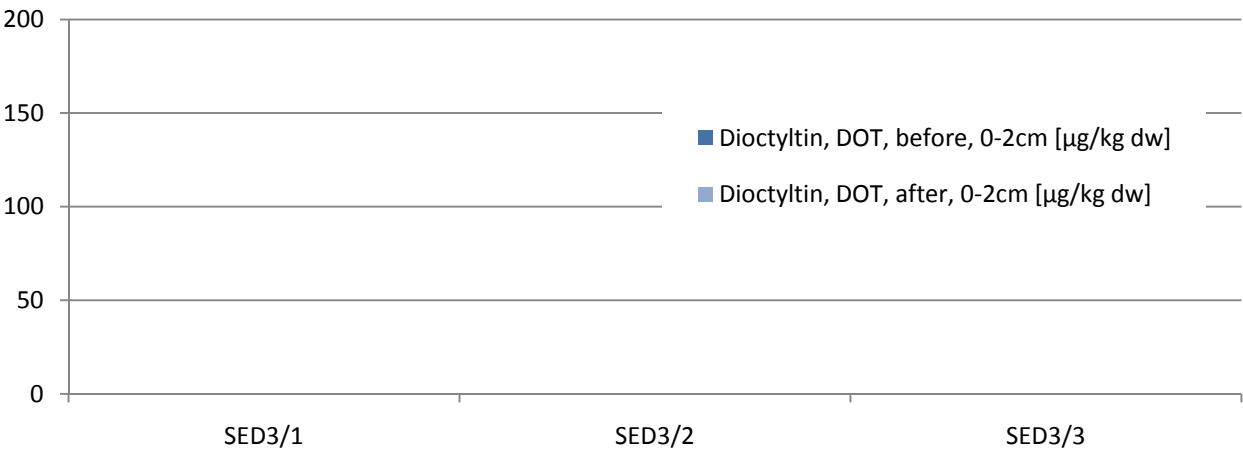 200
150
Dioctyltin, DOT, before, 0-2cm [µg/kg dw]
Dioctyltin, DOT, after, 0-2cm [µg/kg dw]
100
50
0
SED3/1 SED3/2 SED3/3